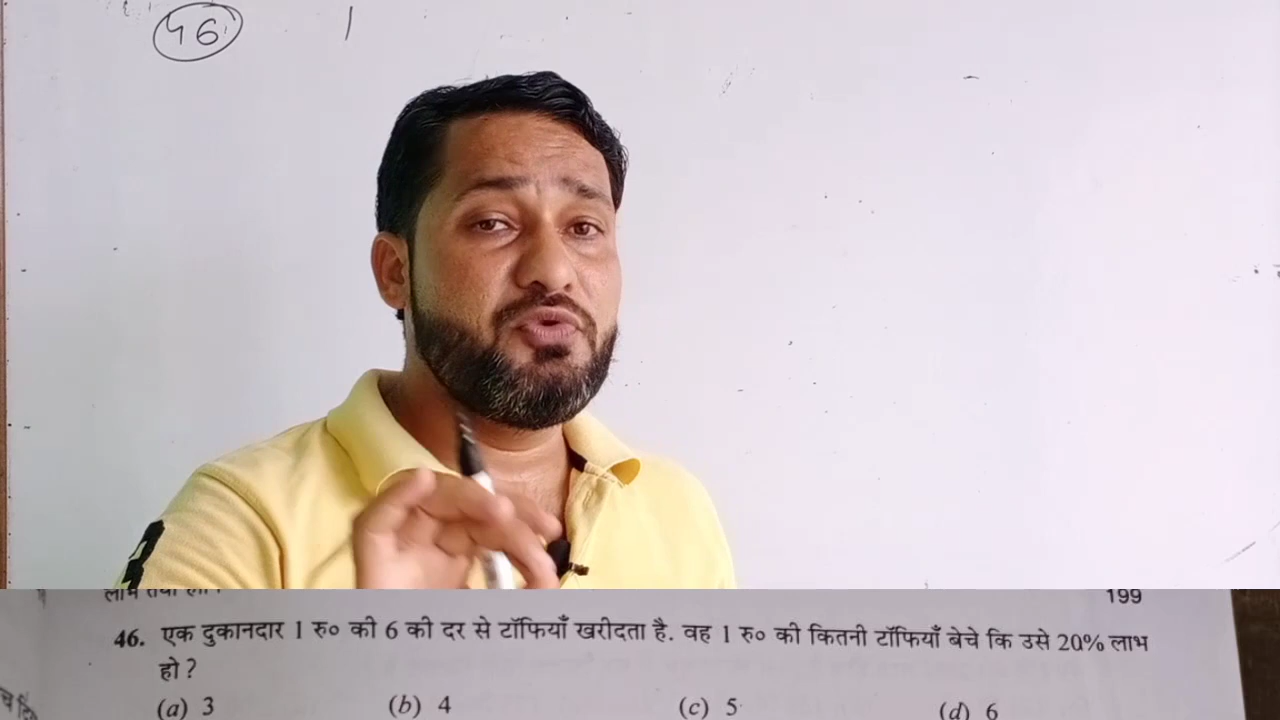 46
1
199
46. एक दुकानदार 1 रु० की 6 की दर से टॉफियाँ खरीदता है. वह 1 रु० की कितनी टॉफियाँ बेचे कि उसे 20% लाभ
हो ?
(a) 3 (b) 4 (c) 5 (d) 6